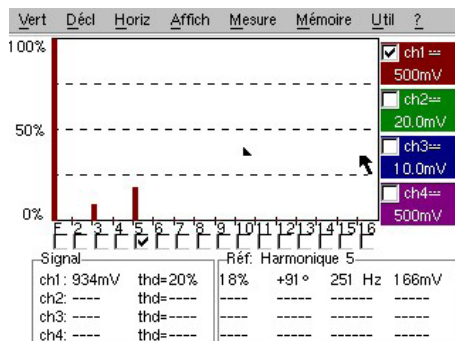 Vert Décl Horiz Affich Mesure Mémoire Util ?
100%
ch1
500mV
ch2
20.0mV
50%
ch3
10.0mV
ch4
0%
500mV
F 2 3 4 5 6 7 8 9 10 11 12 13 14 15 16
Signal Réf: Harmonique 5
ch1: 934mV thd=20% 18% +91° 251 Hz 166mV
ch2: ---- thd=---- ---- ----- ----- -----
ch3: ---- thd=---- ---- ----- ----- -----
ch4: ---- thd=---- ---- ----- ----- -----